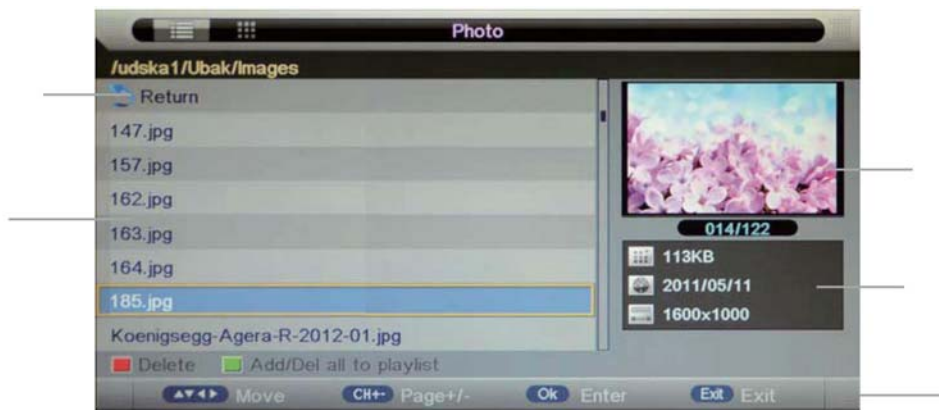 Photo
/udska1/Ubak/Images
Return
147.jpg
157.jpg
162.jpg
163.jpg
164.jpg
185.jpg
Koenigsegg-Agera-R-2012-01.jpg
014/122
113KB
2011/05/11
1600x1000
Delete Add/Del all to playlist
▲▼◀▶ Move CH+- Page+/- Ok Enter Exit Exit